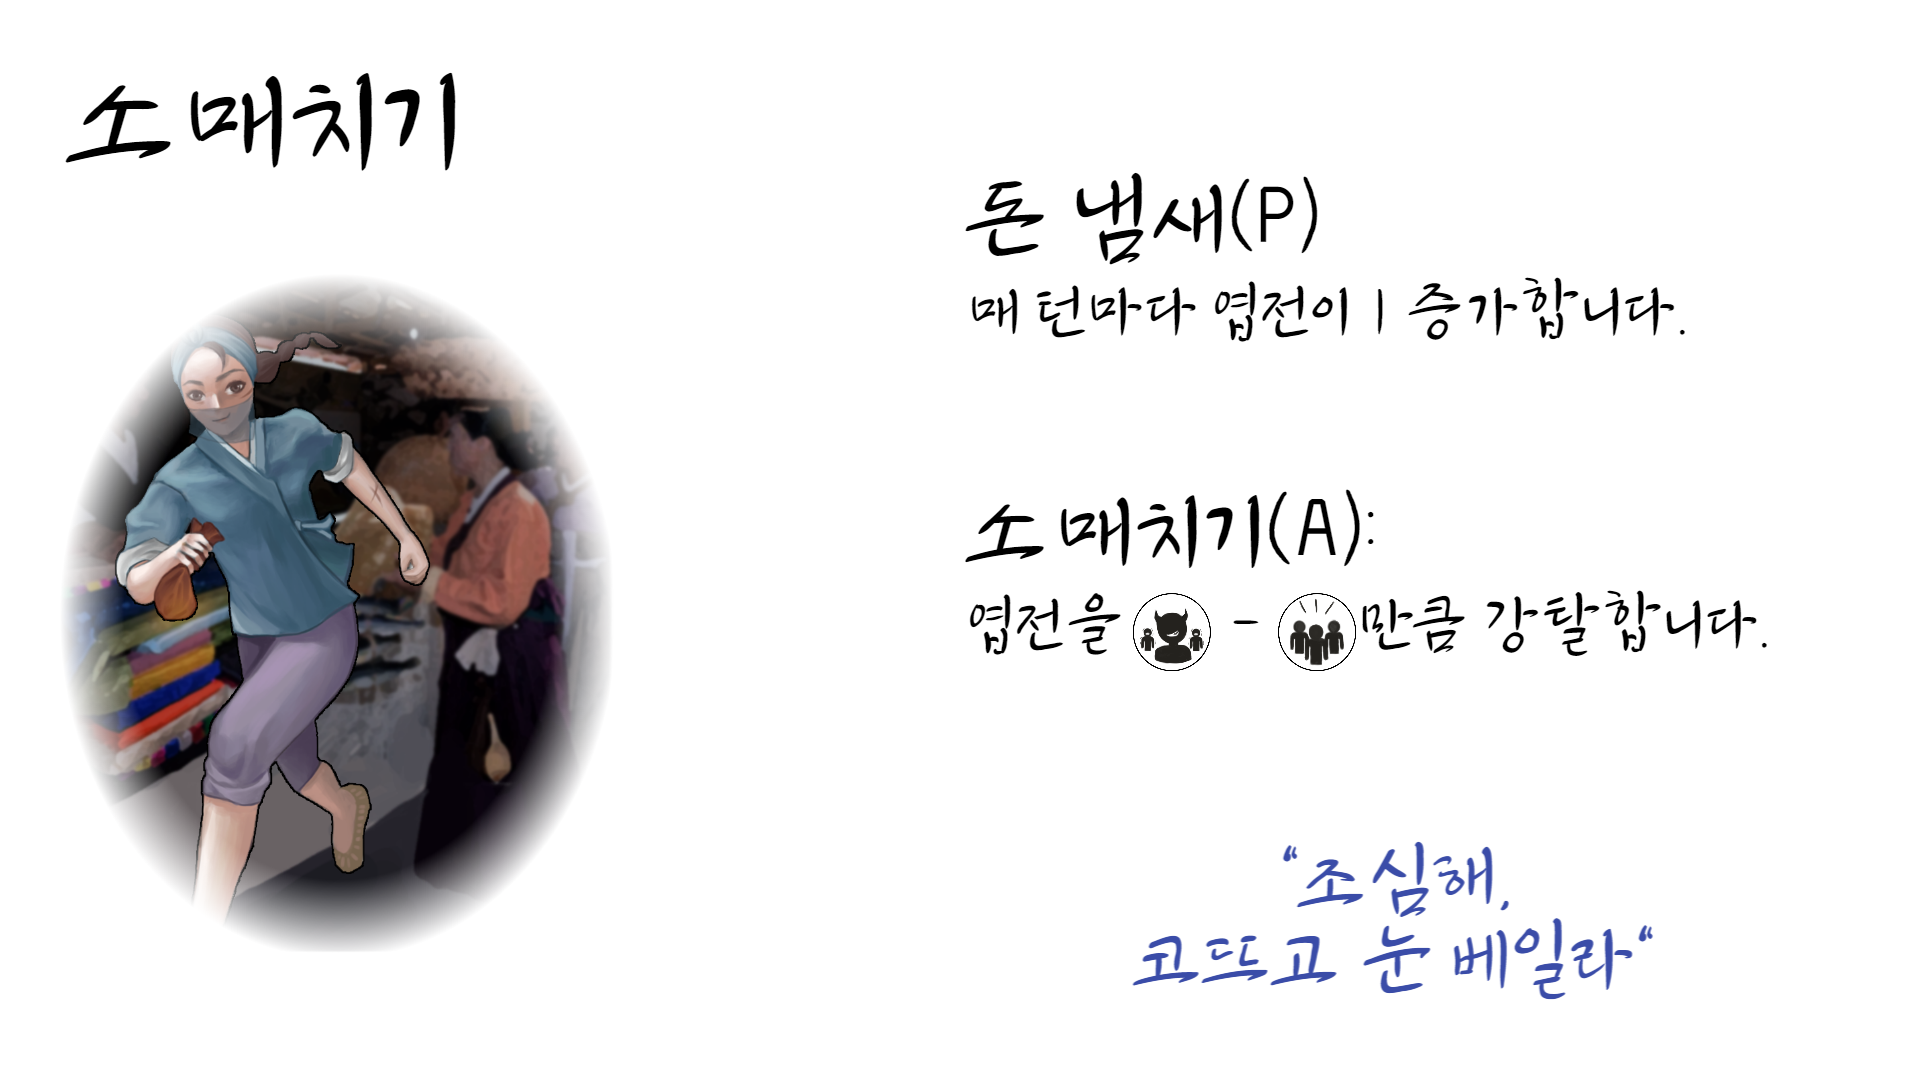 소매치기
돈 냄새(P)
매 턴마다 엽전이 1 증가합니다.
소매치기(A):
엽전을 - 만큼 강탈합니다.
“조심해,
코뜨고 눈 베일라“